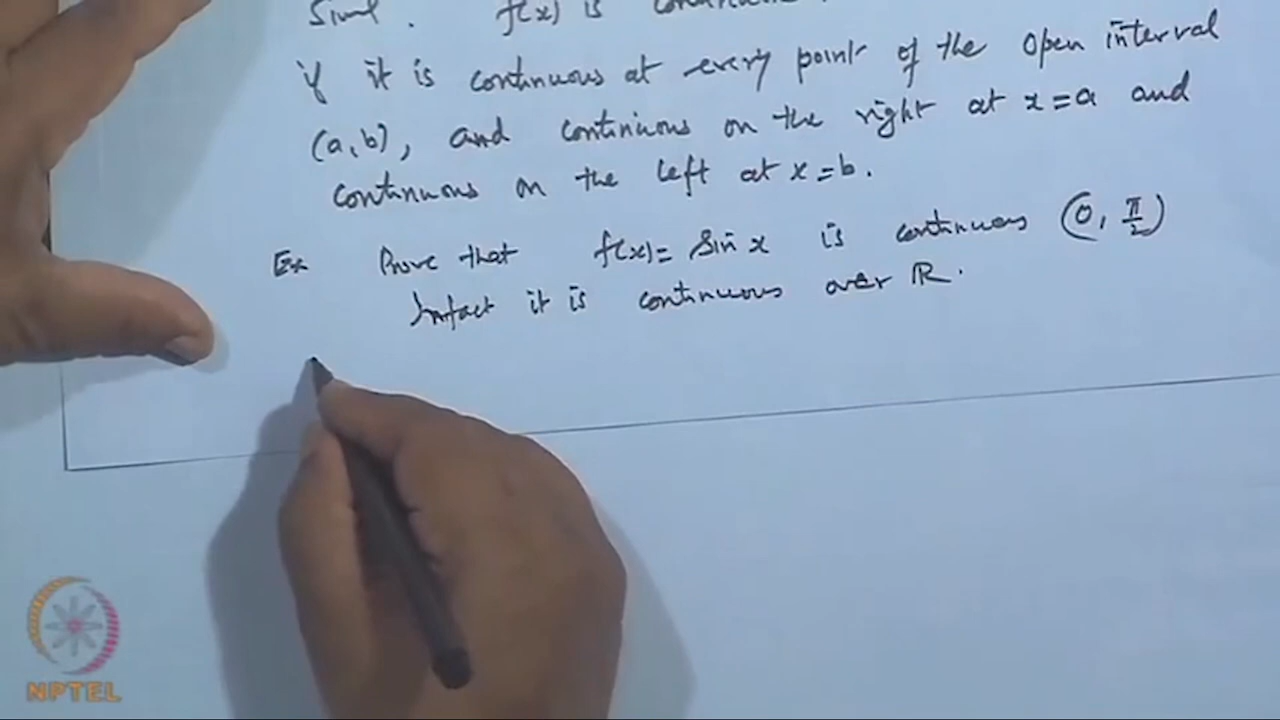 f(x) is
if it is continuous at every point of the open interval
(a,b), and continuous on the right at x=a and
continuous on the left at x=b.
Ex Prove that f(x)= Sin x is continuous (0, π/2)
Infact it is continuous over ℝ.
NPTEL